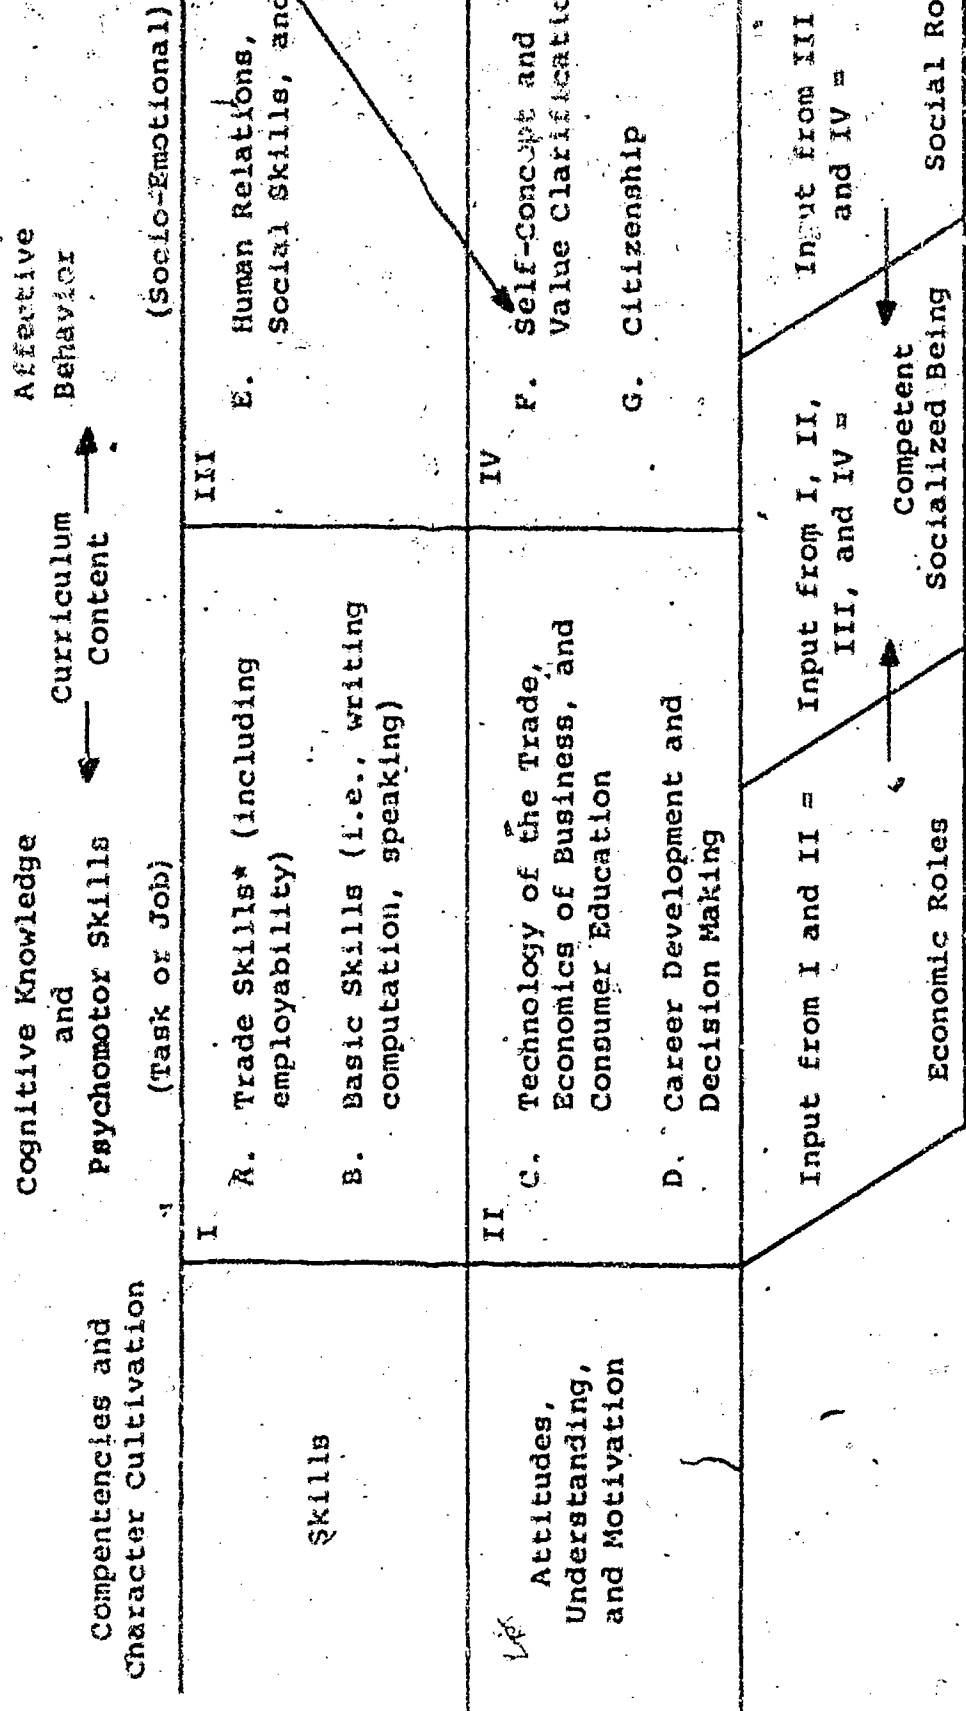 Cognitive Knowledge
and
Psychomotor Skills
(Task or Job)
Curriculum
Content
Affective
Behavior
(Socio-Emotional)
Compentencies and
Character Cultivation
Skills
I
A. Trade Skills* (including
employability)
B. Basic Skills (i.e., writing
computation, speaking)
III
E. Human Relations,
Social Skills, and
Attitudes,
Understanding,
and Motivation
II
C. Technology of the Trade,
Economics of Business, and
Consumer Education
D. Career Development and
Decision Making
IV
F. Self-Concept and
Value
G. Citizenship
Input from I and II =
Economic Roles
Input from I, II,
III, and IV =
Competent
Socialized Being
Input from III
and IV =
Social